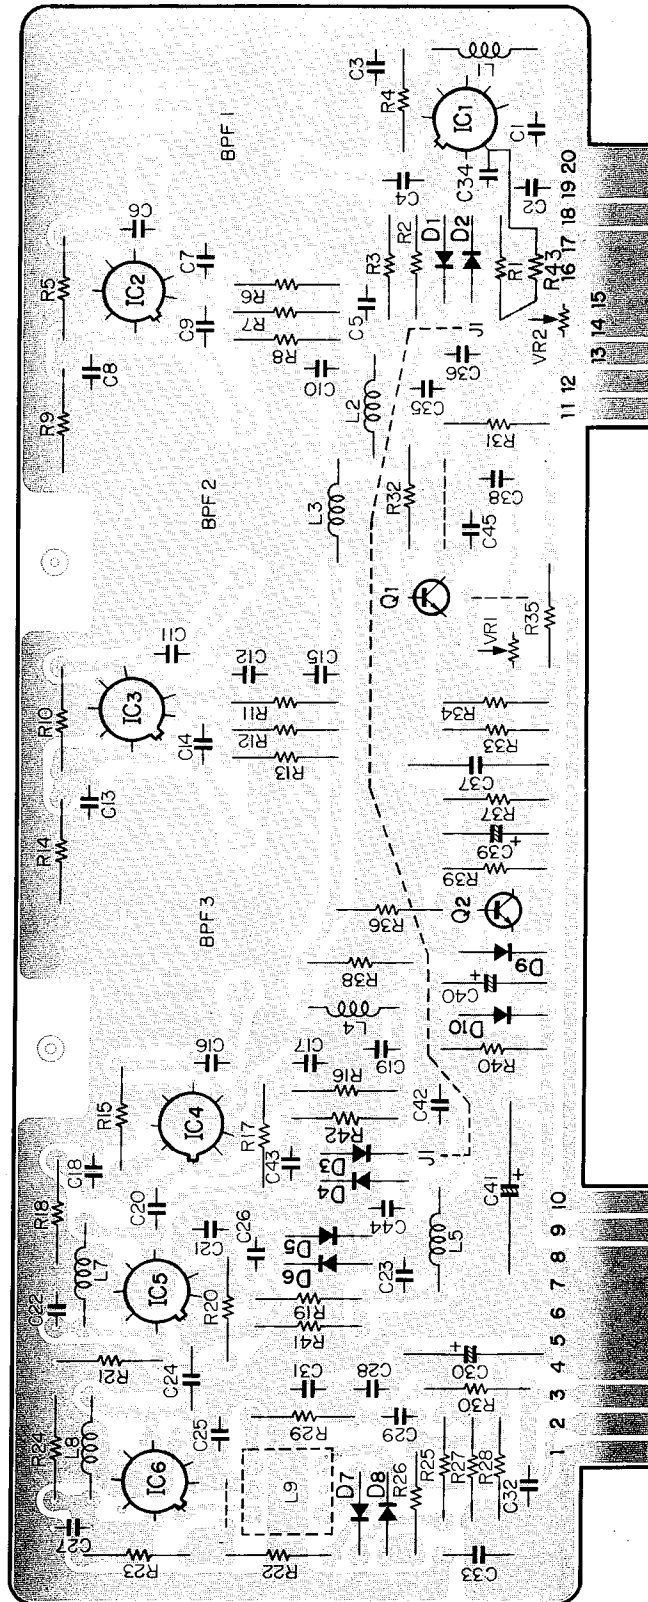 L1
C3
R4
IC1
C1
BPF 1
C4
C34
C2
20
19
18
17
16
15
14
13
12
11
C6
IC2
C7
R5
R3
R2
D1
D2
R1
R43
R6
R7
R8
C9
C5
VR2
J
C8
C10
C36
C35
L2
R9
R31
BPF 2
L3
R32
C38
C45
Q1
C11
VR1
R35
C12
C15
R10
IC3
R11
R12
R13
C14
R34
R33
C37
R37
C13
C39
+
R14
R39
BPF 3
R36
Q2
R38
D9
C40
+
L4
D10
C16
C17
C19
R40
R15
IC4
R16
R42
C42
R17
C43
D3
D4
J1
C18
R18
C20
C41
+
C44
C21
C26
D5
D6
L5
10
9
8
7
6
5
4
3
2
1
L7
IC5
C23
C22
R20
R19
R41
R21
C24
C31
C28
C30
+
R30
R24
L8
C25
R29
C29
IC6
L9
D7
D8
R26
R25
R27
R28
C32
C27
R23
R22
C33